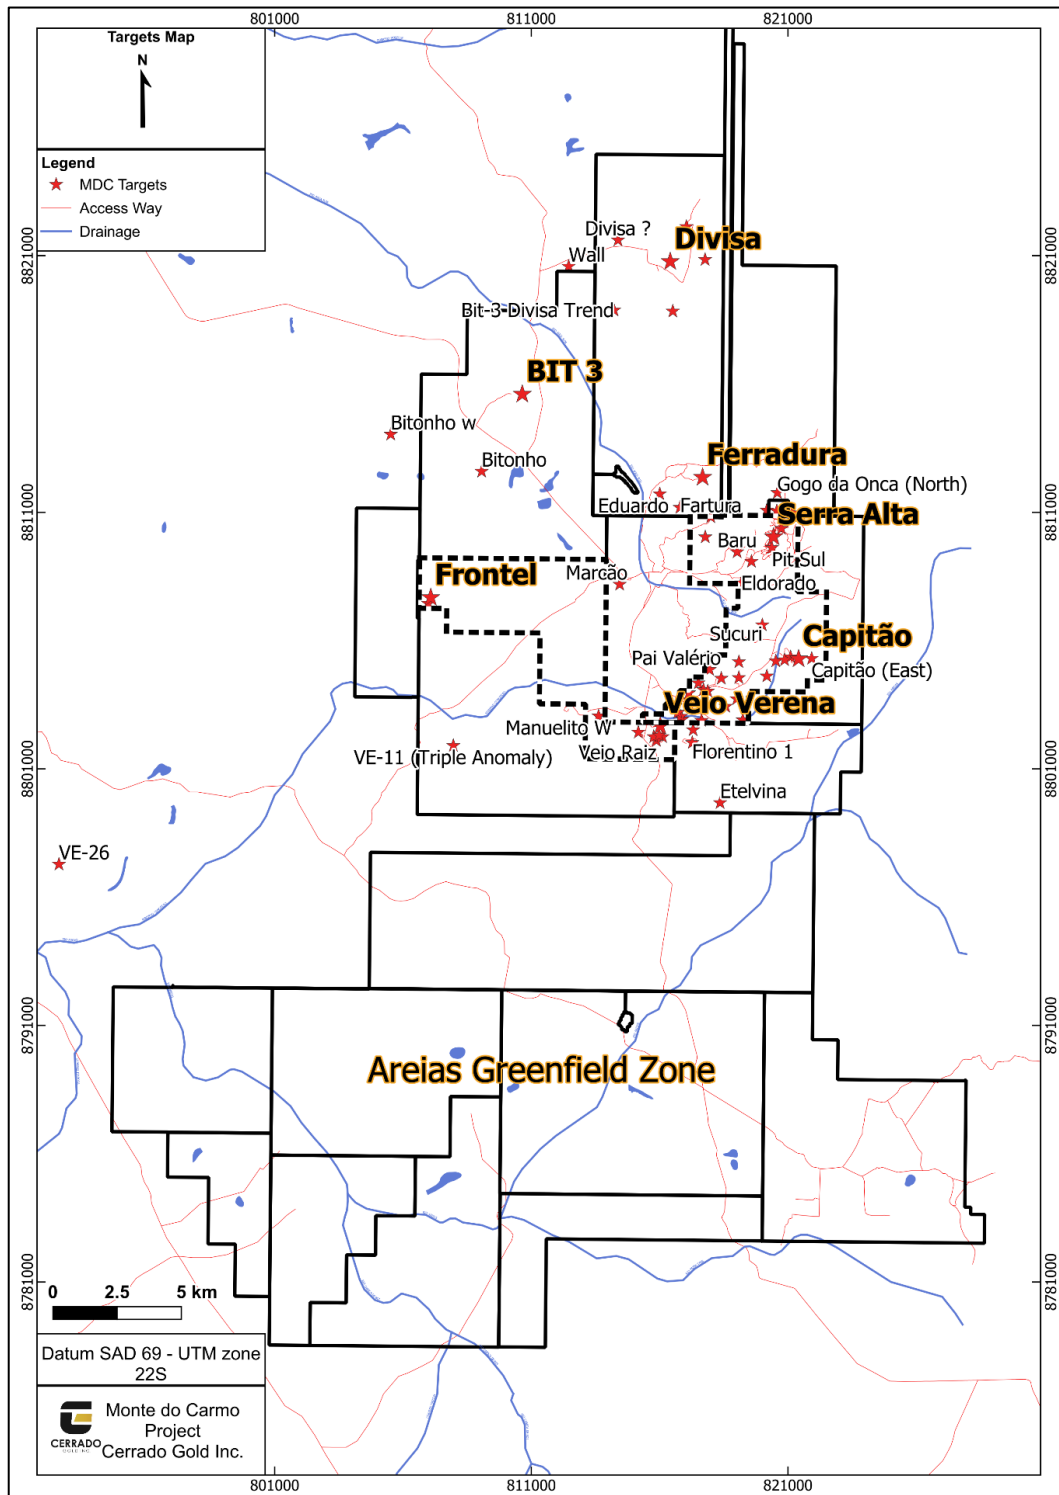 801000
811000
821000
Targets Map
N
Legend
MDC Targets
Access Way
Drainage
8821000
8821000
Divisa ?
Divisa
Wall
Bit-3-Divisa Trend
BIT 3
Bitonho w
Bitonho
Ferradura
Gogo da Onca (North)
Eduardo
Fartura
8811000
8811000
Serra Alta
Baru
Pit Sul
Marcão
Frontel
Eldorado
Sucuri
Capitão
Pai Valério
Capitão (East)
Veio Verena
Manuelito W
Veio Raiz
Florentino 1
VE-11 (Triple Anomaly)
8801000
8801000
Etelvina
VE-26
8791000
8791000
Areias Greenfield Zone
8781000
8781000
0 2.5 5 km
Datum SAD 69 - UTM zone
22S
CERRADO
GOLD INC
Monte do Carmo
Project
Cerrado Gold Inc.
801000
811000
821000